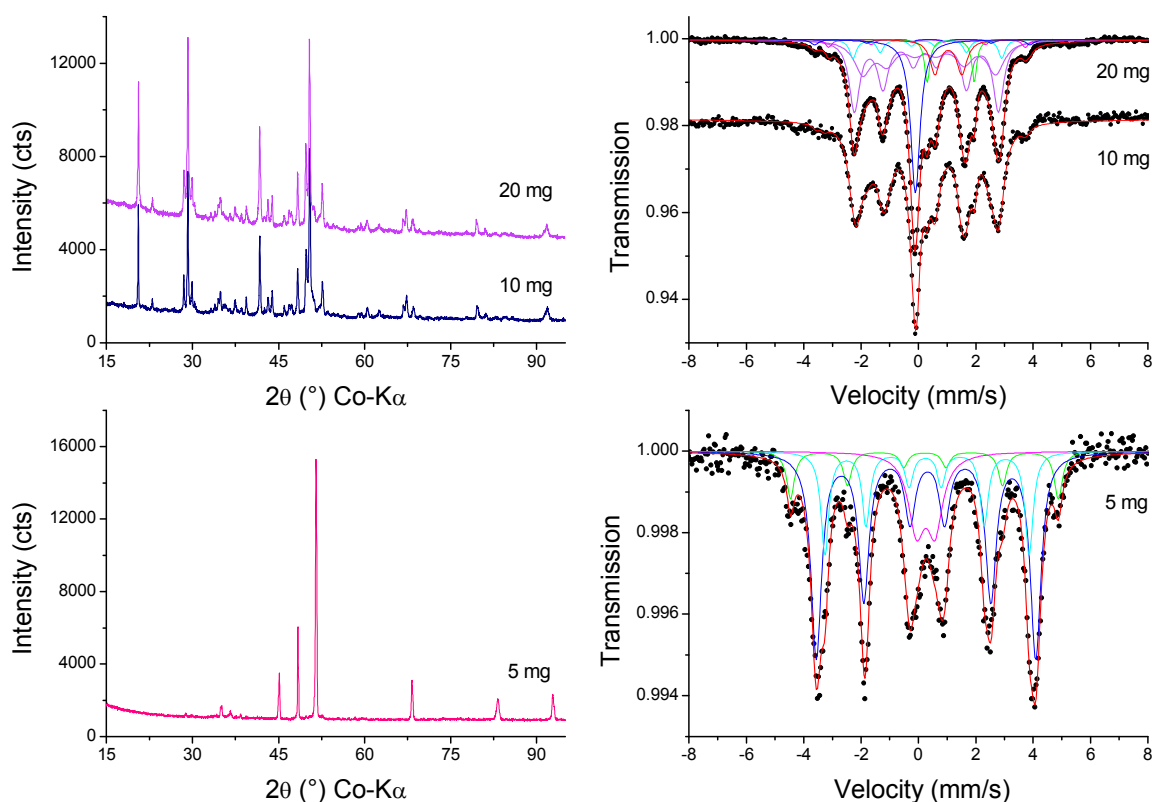 12000
8000
4000
0
Intensity (cts)
20 mg
10 mg
15 30 45 60 75 90
2θ (°) Co-Kα
1.00
0.98
0.96
0.94
Transmission
20 mg
10 mg
-8 -6 -4 -2 0 2 4 6 8
Velocity (mm/s)
16000
12000
8000
4000
0
Intensity (cts)
5 mg
15 30 45 60 75 90
2θ (°) Co-Kα
1.000
0.998
0.996
0.994
Transmission
5 mg
-8 -6 -4 -2 0 2 4 6 8
Velocity (mm/s)